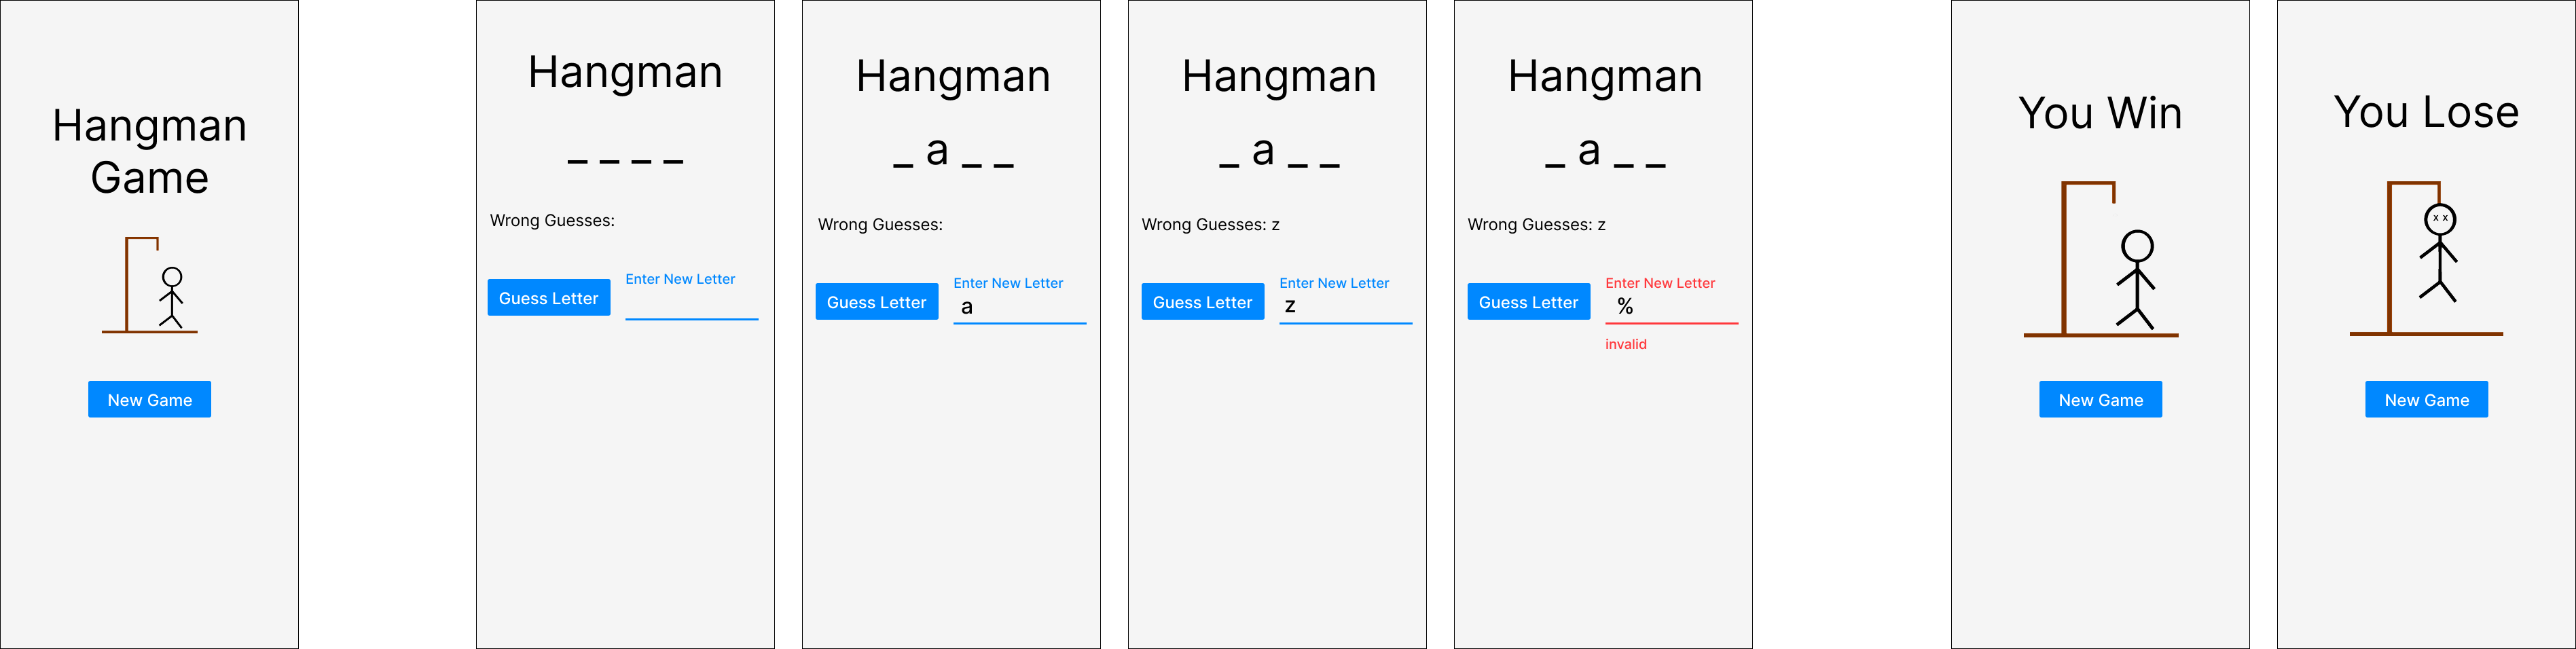 Hangman
Game
New Game
Hangman
_ _ _ _
Wrong Guesses:
Guess Letter
Enter New Letter
Hangman
_ a _ _
Wrong Guesses:
Guess Letter
Enter New Letter
a
Hangman
_ a _ _
Wrong Guesses: z
Guess Letter
Enter New Letter
z
Hangman
_ a _ _
Wrong Guesses: z
Guess Letter
Enter New Letter
%
invalid
You Win
New Game
You Lose
x x
New Game